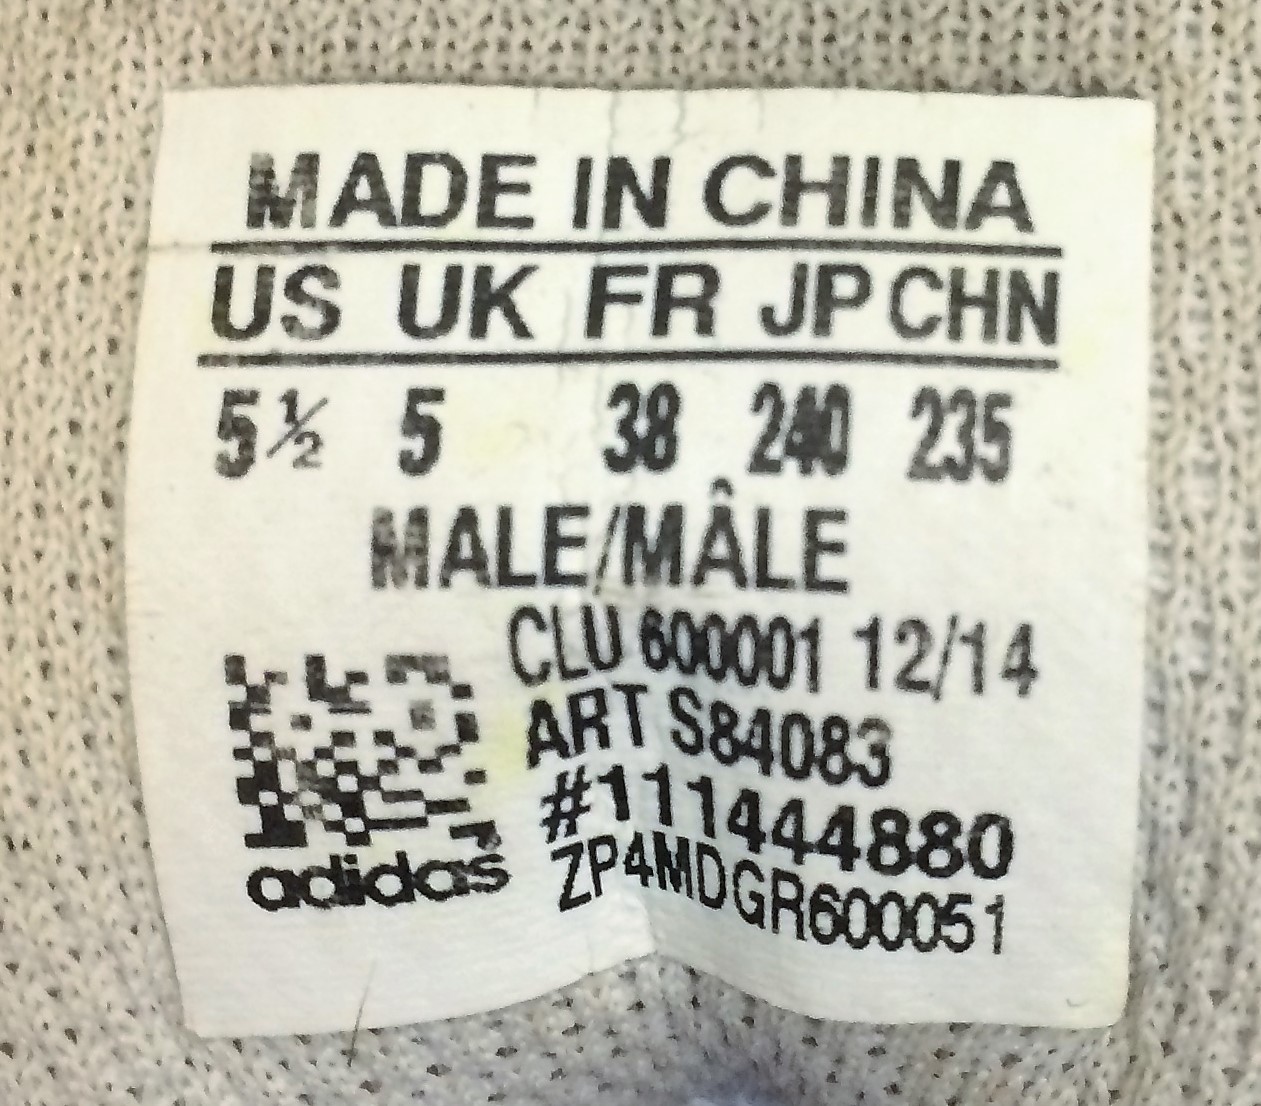 MADE IN CHINA
US UK FR JP CHN
5½ 5 38 240 235
MALE/MÂLE
CLU 600001 12/14
ART S84083
#111444880
ZP4MDGR600051
adidas®